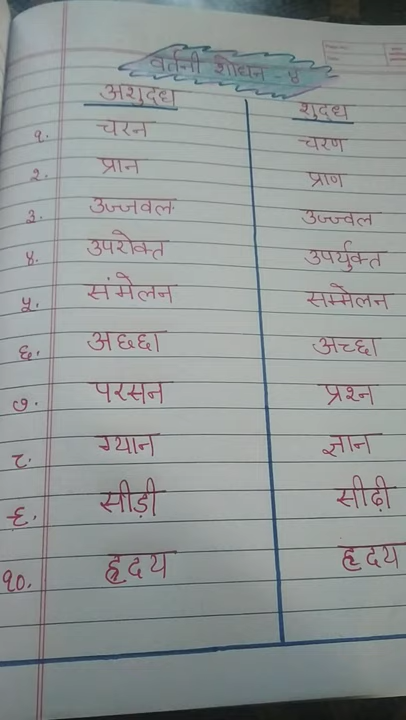 वर्तनी शोधन - ४
अशुद्ध शुद्ध
१. चरन चरण
२. प्रान प्राण
३. उज्जवल उज्ज्वल
४. उपरोक्त उपर्युक्त
५. संमेलन सम्मेलन
६. अछ्छा अच्छा
७. परसन प्रश्न
८. ग्यान ज्ञान
९. सीड़ी सीढ़ी
१०. ह्रदय हृदय